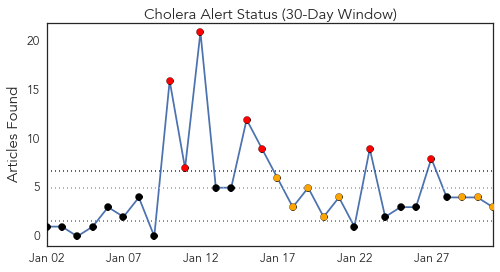 Cholera Alert Status (30-Day Window)
Articles Found
20
15
10
5
0
Jan 02 Jan 07 Jan 12 Jan 17 Jan 22 Jan 27